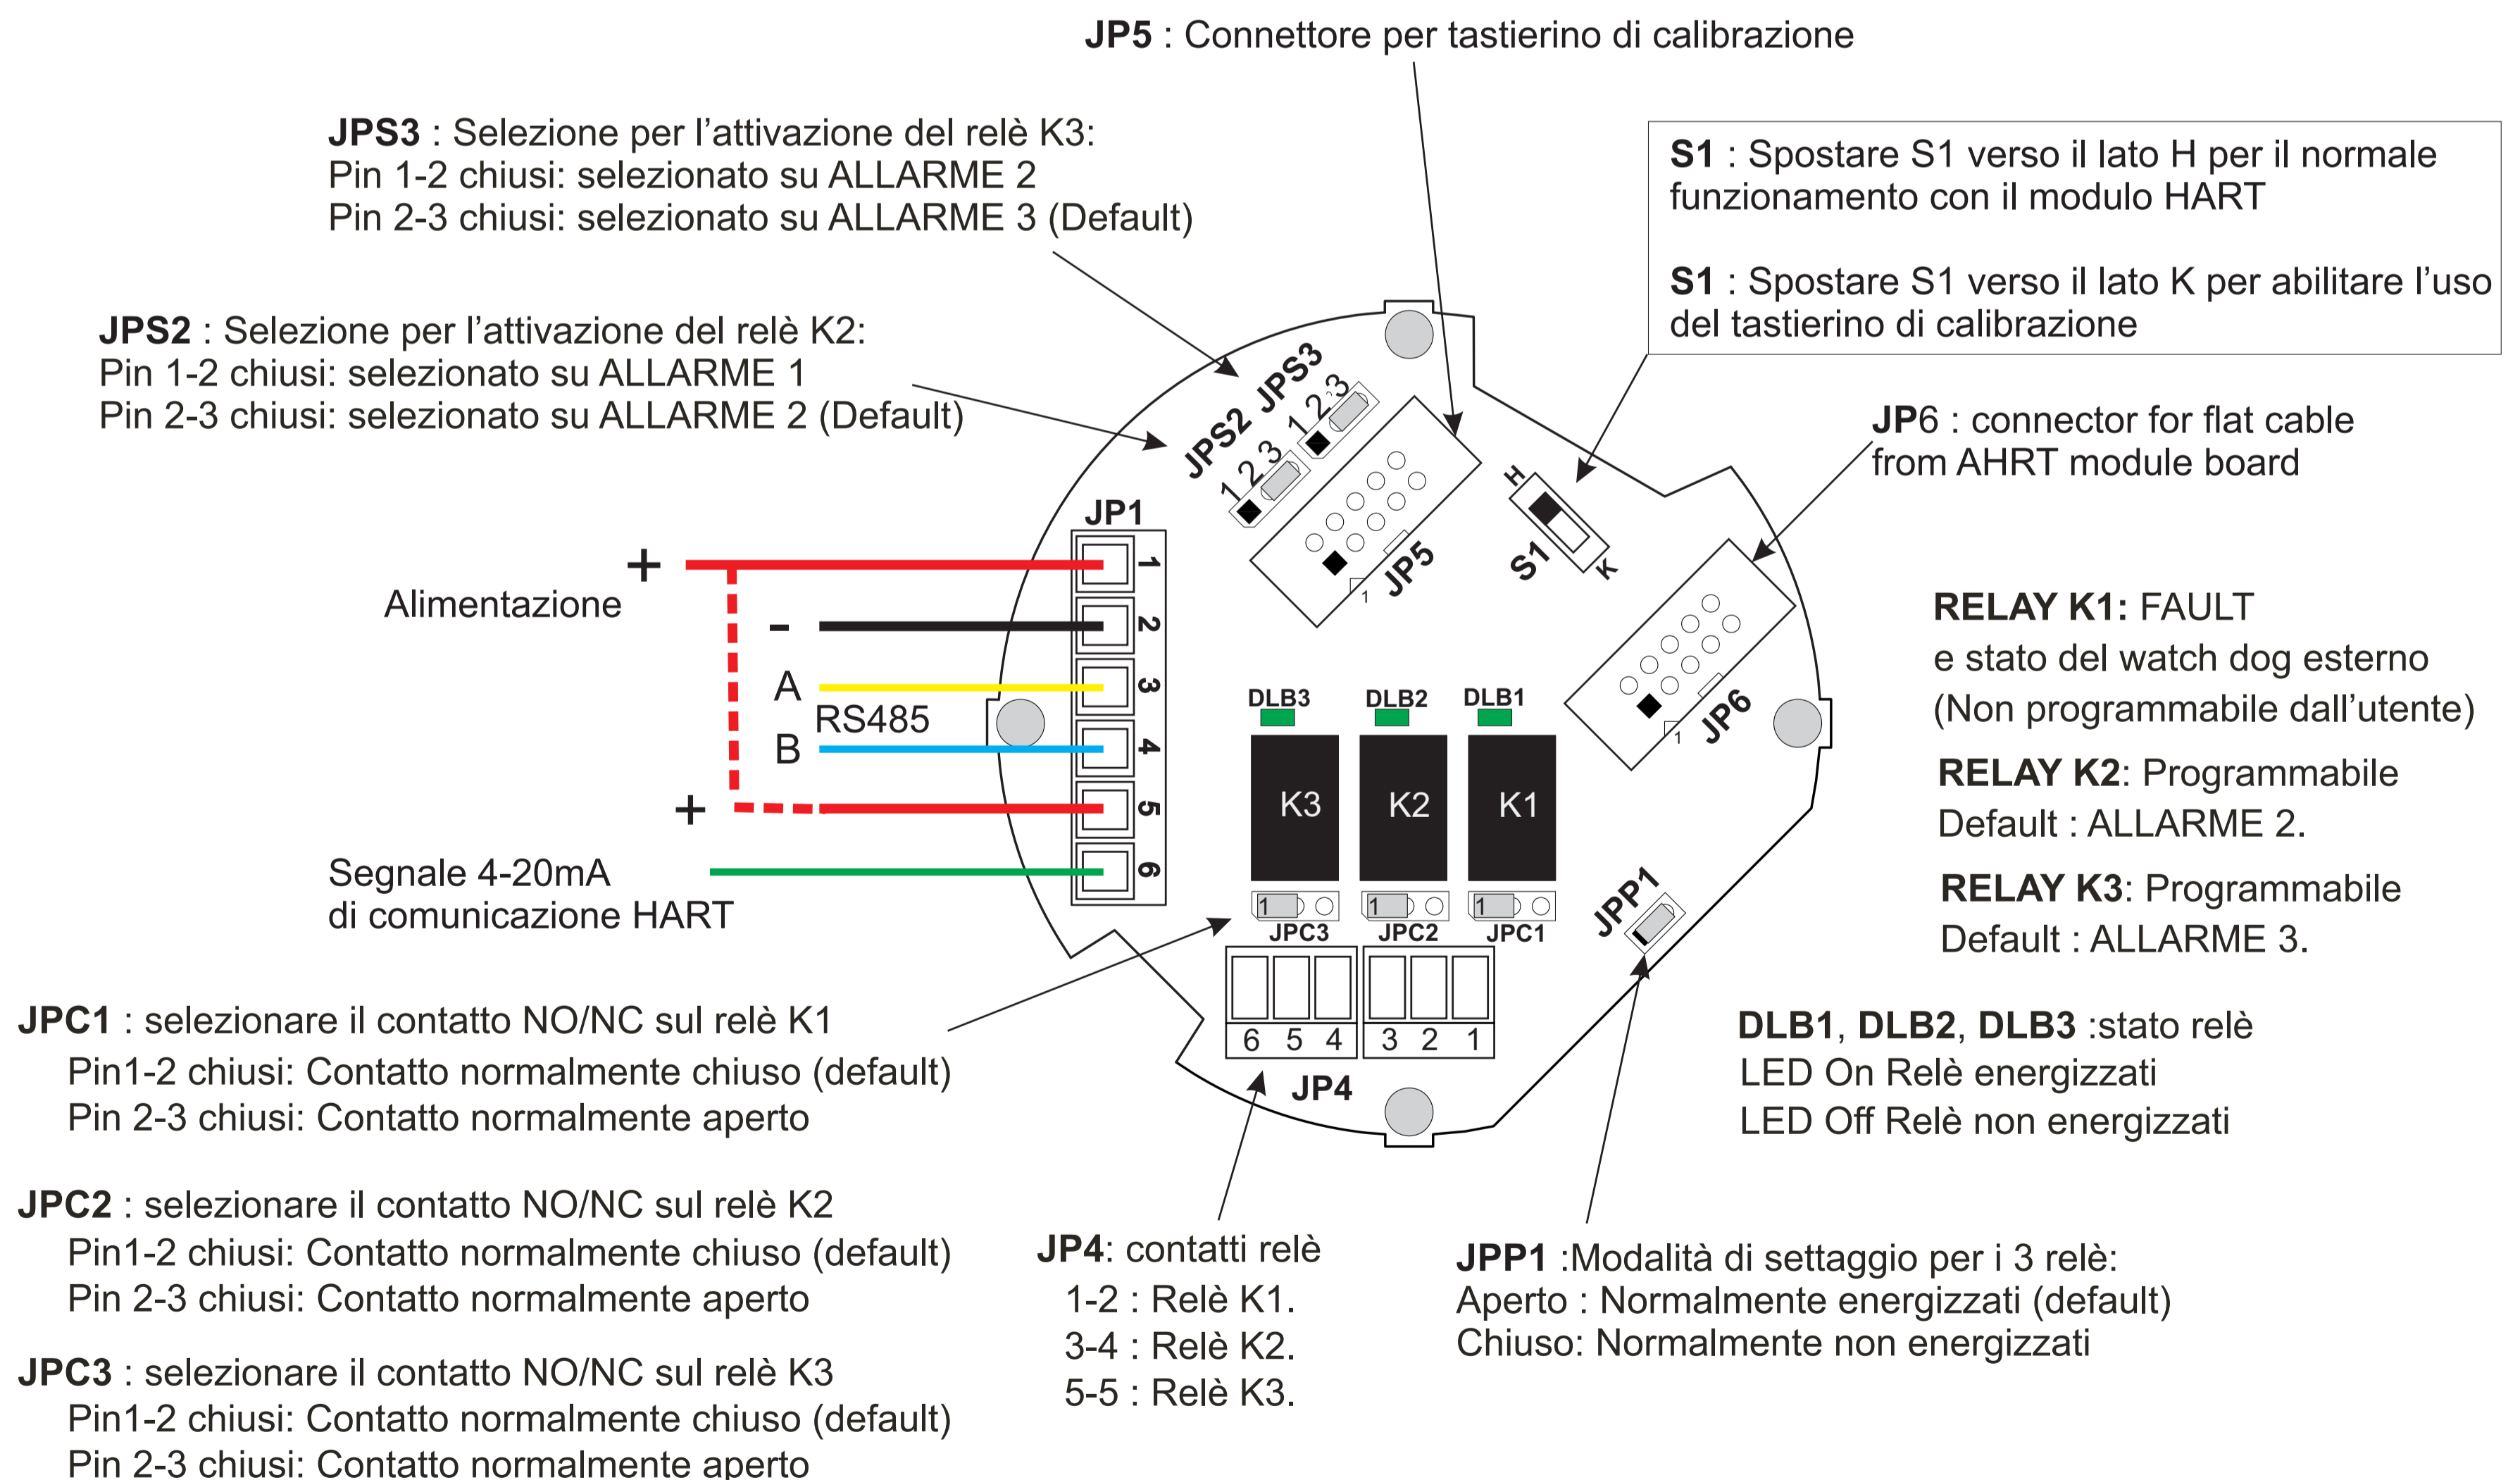 JP5 : Connettore per tastierino di calibrazione
JPS3 : Selezione per l'attivazione del relè K3:
Pin 1-2 chiusi: selezionato su ALLARME 2
Pin 2-3 chiusi: selezionato su ALLARME 3 (Default)
S1 : Spostare S1 verso il lato H per il normale
funzionamento con il modulo HART
S1 : Spostare S1 verso il lato K per abilitare l'uso
del tastierino di calibrazione
JPS2 : Selezione per l'attivazione del relè K2:
Pin 1-2 chiusi: selezionato su ALLARME 1
Pin 2-3 chiusi: selezionato su ALLARME 2 (Default)
JP6 : connector for flat cable
from AHRT module board
JPS3
1 2 3
JPS2
1 2 3
JP5
1
H
S1
K
JP6
1
JP1
1
2
3
4
5
6
+
Alimentazione
-
A
RS485
B
+
Segnale 4-20mA
di comunicazione HART
DLB3 DLB2 DLB1
K3 K2 K1
1 1 1
JPC3 JPC2 JPC1
6 5 4 3 2 1
JP4
JPP1
RELAY K1: FAULT
e stato del watch dog esterno
(Non programmabile dall'utente)
RELAY K2: Programmabile
Default : ALLARME 2.
RELAY K3: Programmabile
Default : ALLARME 3.
DLB1, DLB2, DLB3 :stato relè
LED On Relè energizzati
LED Off Relè non energizzati
JPC1 : selezionare il contatto NO/NC sul relè K1
Pin1-2 chiusi: Contatto normalmente chiuso (default)
Pin 2-3 chiusi: Contatto normalmente aperto
JPC2 : selezionare il contatto NO/NC sul relè K2
Pin1-2 chiusi: Contatto normalmente chiuso (default)
Pin 2-3 chiusi: Contatto normalmente aperto
JPC3 : selezionare il contatto NO/NC sul relè K3
Pin1-2 chiusi: Contatto normalmente chiuso (default)
Pin 2-3 chiusi: Contatto normalmente aperto
JP4: contatti relè
1-2 : Relè K1.
3-4 : Relè K2.
5-5 : Relè K3.
JPP1 :Modalità di settaggio per i 3 relè:
Aperto : Normalmente energizzati (default)
Chiuso: Normalmente non energizzati